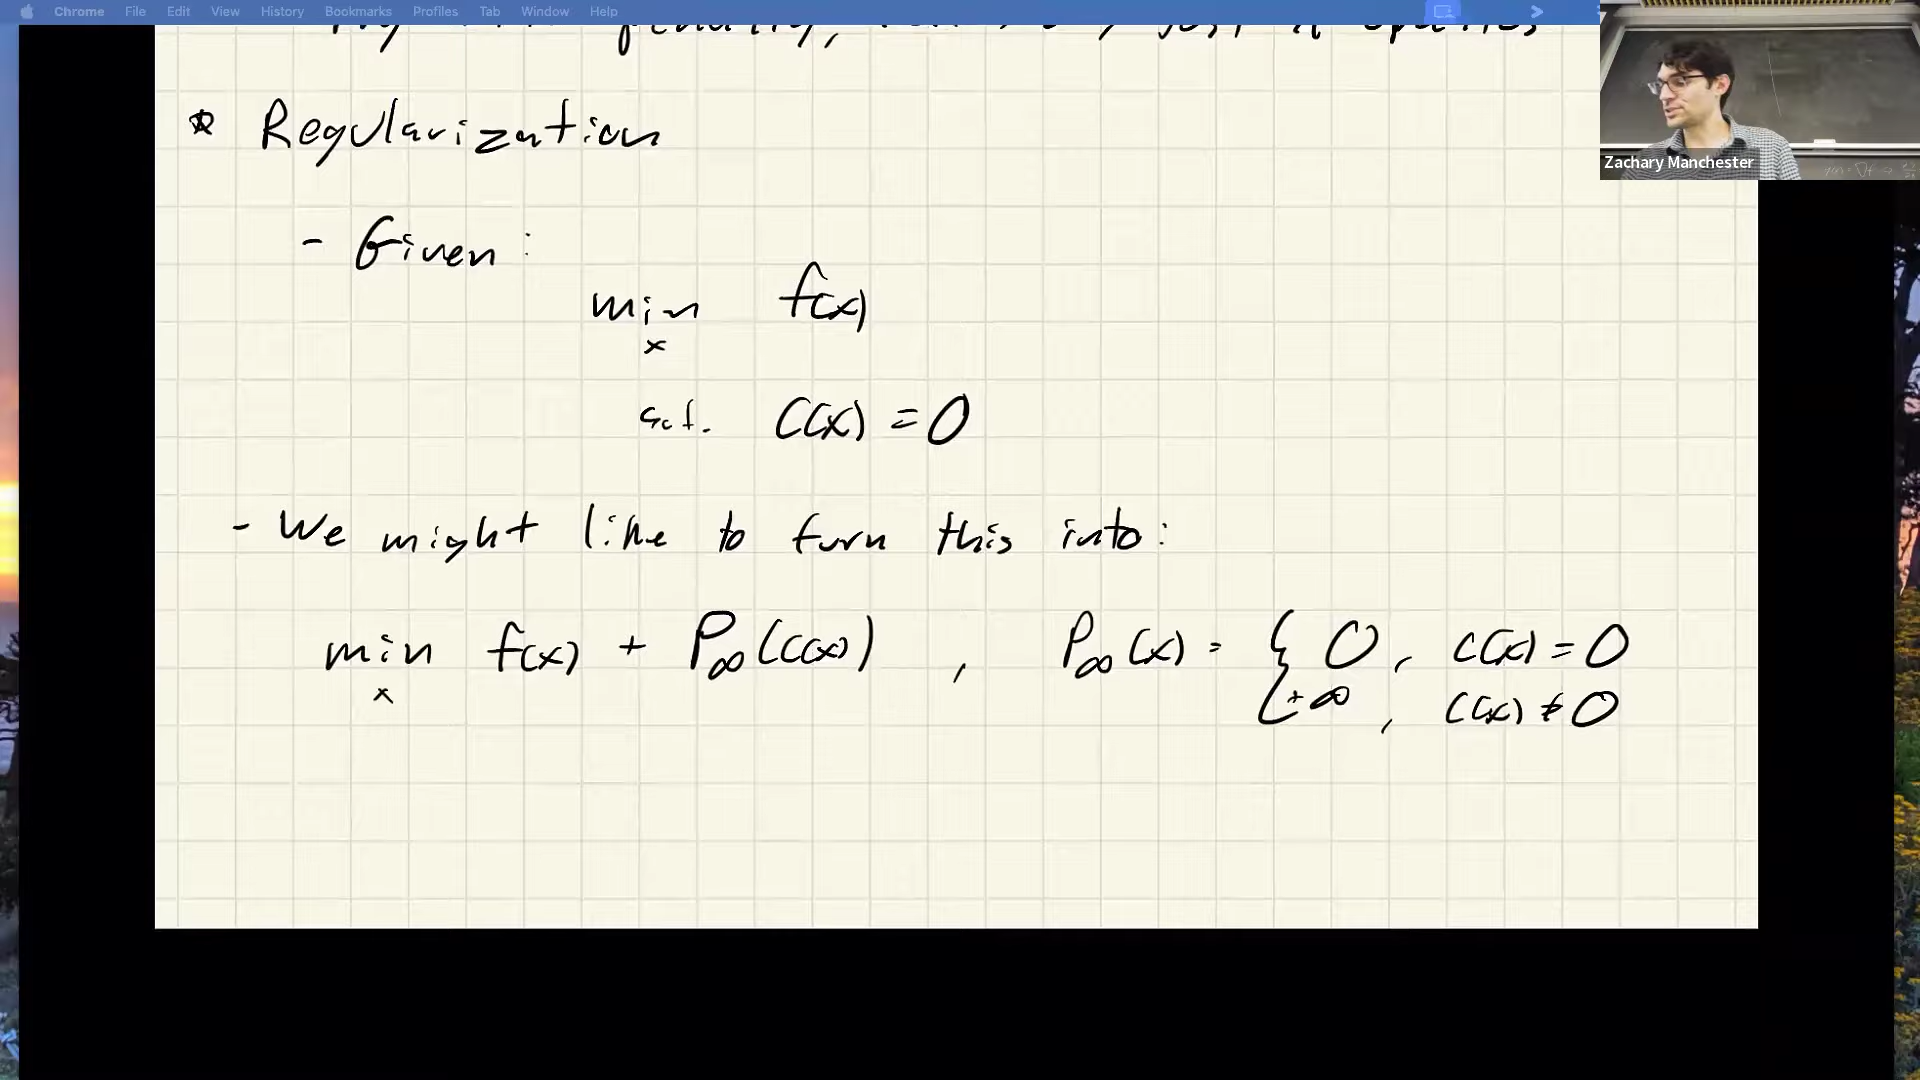 Chrome File Edit View History Bookmarks Profiles Tab Window Help
Zachary Manchester
Regularization
- Given:
min f(x)
x
s.t. C(x) = 0
- We might like to turn this into:
min f(x) + P∞(c(x)) , P∞(x) = { 0, C(x) = 0
x +∞ , C(x) ≠ 0